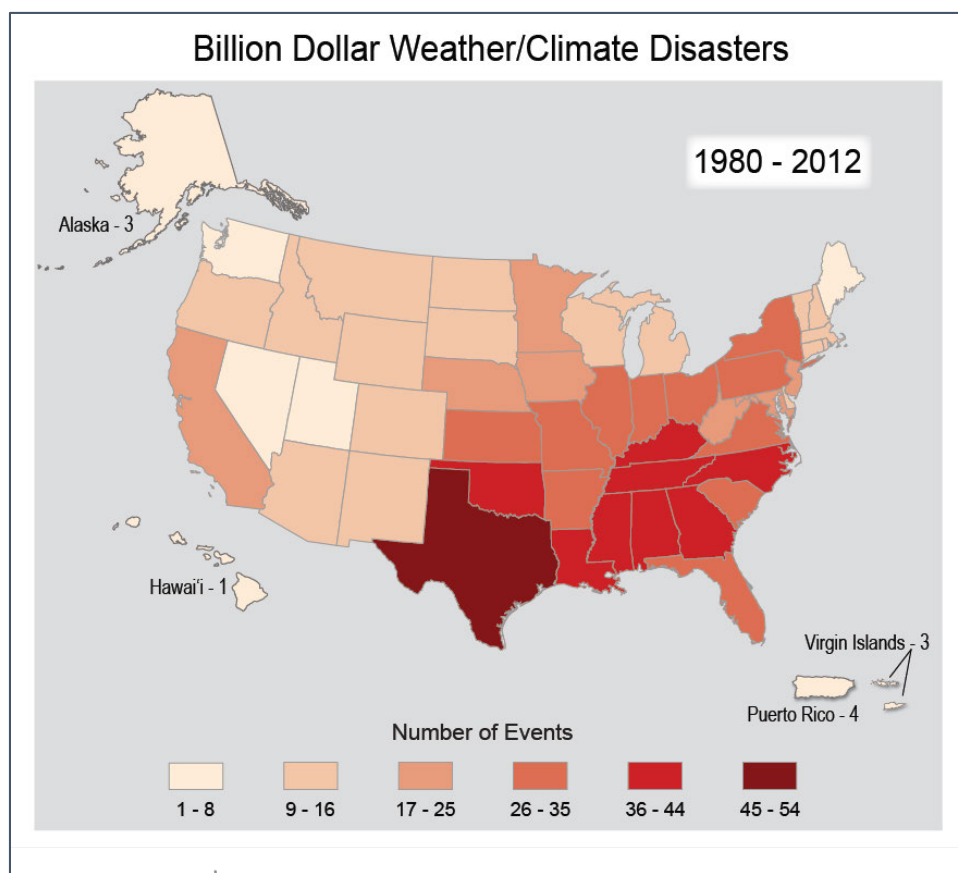 Billion Dollar Weather/Climate Disasters
1980 - 2012
Alaska - 3
Hawai‘i - 1
Virgin Islands - 3
Puerto Rico - 4
Number of Events
1 - 8
9 - 16
17 - 25
26 - 35
36 - 44
45 - 54